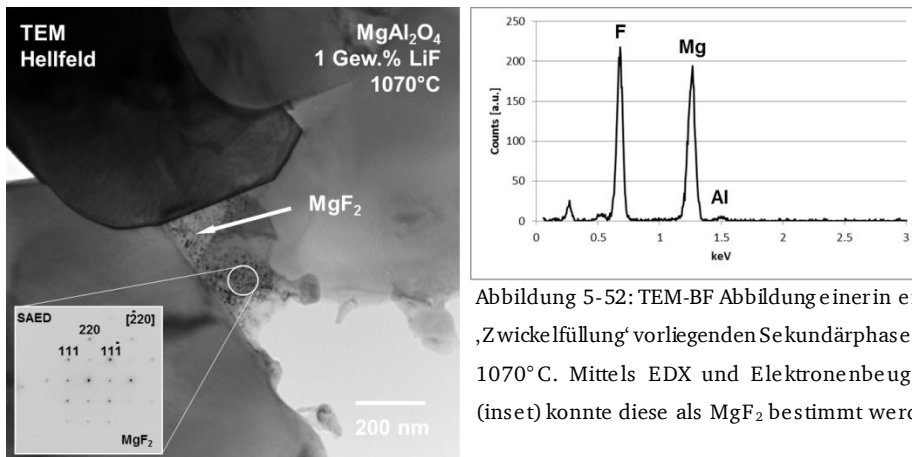 TEM
Hellfeld
MgAl₂O₄
1 Gew.% LiF
1070°C
MgF₂
SAED
[2̄20]
220
111
111̄
MgF₂
200 nm
250
200
150
100
50
0
Counts [a.u.]
F
Mg
Al
0
0.5
1
1.5
2
2.5
3
keV
Abbildung 5-52: TEM-BF Abbildung einer in
‚Zwickelfüllung‘ vorliegenden Sekundärphase
1070°C. Mittels EDX und Elektronenbeug
(inset) konnte diese als MgF₂ bestimmt